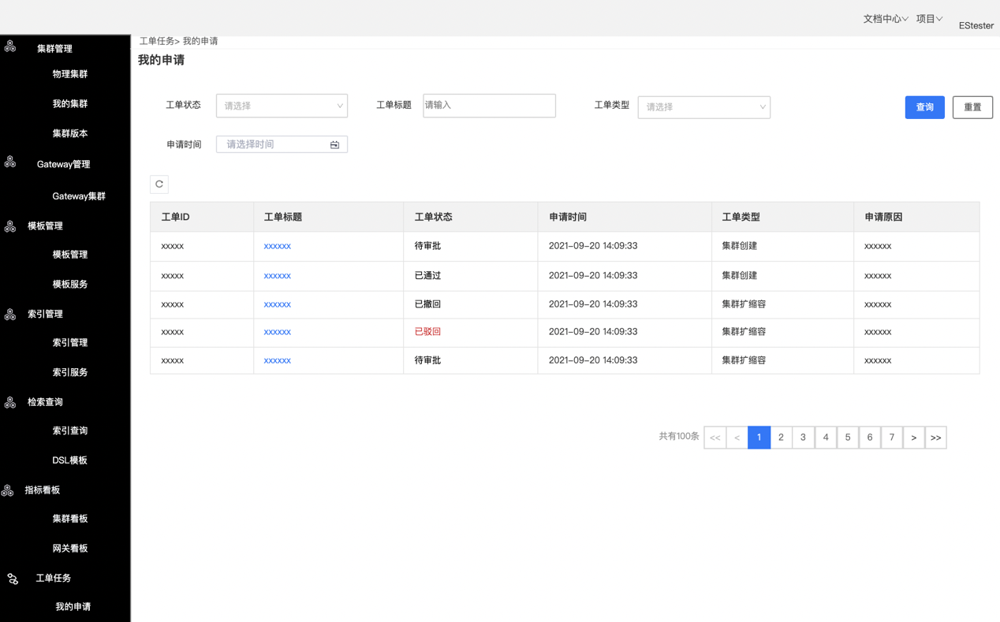 文档中心 项目 EStester
集群管理
物理集群
我的集群
集群版本
Gateway管理
Gateway集群
模板管理
模板管理
模板服务
索引管理
索引管理
索引服务
检索查询
索引查询
DSL模板
指标看板
集群看板
网关看板
工单任务
我的申请
工单任务> 我的申请
我的申请
工单状态 请选择 工单标题 请输入 工单类型 请选择 查询 重置
申请时间 请选择时间
工单ID 工单标题 工单状态 申请时间 工单类型 申请原因
xxxxx xxxxxx 待审批 2021-09-20 14:09:33 集群创建 xxxxxx
xxxxx xxxxxx 已通过 2021-09-20 14:09:33 集群创建 xxxxxx
xxxxx xxxxxx 已撤回 2021-09-20 14:09:33 集群扩缩容 xxxxxx
xxxxx xxxxxx 已驳回 2021-09-20 14:09:33 集群扩缩容 xxxxxx
xxxxx xxxxxx 待审批 2021-09-20 14:09:33 集群扩缩容 xxxxxx
共有100条 << < 1 2 3 4 5 6 7 > >>